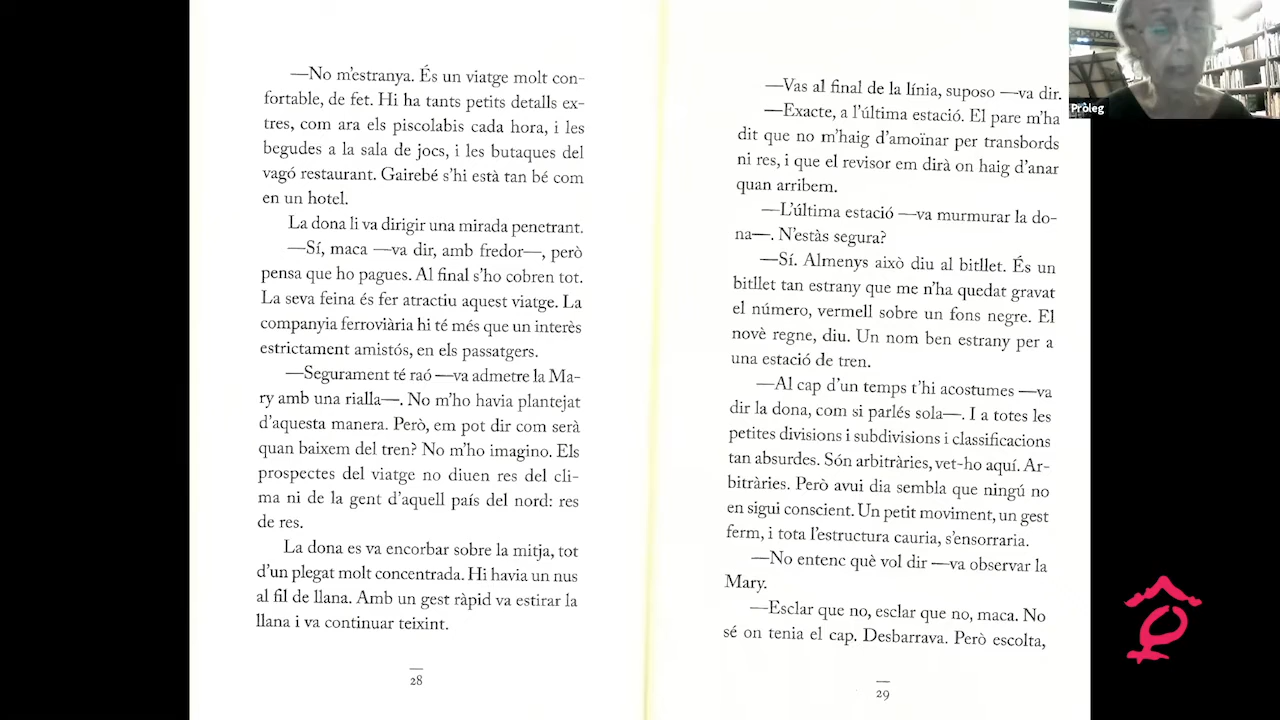 —No m’estranya. És un viatge molt con-
fortable, de fet. Hi ha tants petits detalls ex-
tres, com ara els piscolabis cada hora, i les
begudes a la sala de jocs, i les butaques del
vagó restaurant. Gairebé s’hi està tan bé com
en un hotel.
La dona li va dirigir una mirada penetrant.
—Sí, maca —va dir, amb fredor—, però
pensa que ho pagues. Al final s’ho cobren tot.
La seva feina és fer atractiu aquest viatge. La
companyia ferroviària hi té més que un interès
estrictament amistós, en els passatgers.
—Segurament té raó —va admetre la Ma-
ry amb una rialla—. No m’ho havia plantejat
d’aquesta manera. Però, em pot dir com serà
quan baixem del tren? No m’ho imagino. Els
prospectes del viatge no diuen res del cli-
ma ni de la gent d’aquell país del nord: res
de res.
La dona es va encorbar sobre la mitja, tot
d’un plegat molt concentrada. Hi havia un nus
al fil de llana. Amb un gest ràpid va estirar la
llana i va continuar teixint.
28
—Vas al final de la línia, suposo —va dir.
—Exacte, a l’última estació. El pare m’ha
dit que no m’haig d’amoïnar per transbords
ni res, i que el revisor em dirà on haig d’anar
quan arribem.
—L’última estació —va murmurar la do-
na—. N’estàs segura?
—Sí. Almenys això diu al bitllet. És un
bitllet tan estrany que me n’ha quedat gravat
el número, vermell sobre un fons negre. El
novè regne, diu. Un nom ben estrany per a
una estació de tren.
—Al cap d’un temps t’hi acostumes —va
dir la dona, com si parlés sola—. I a totes les
petites divisions i subdivisions i classificacions
tan absurdes. Són arbitràries, vet-ho aquí. Ar-
bitràries. Però avui dia sembla que ningú no
en sigui conscient. Un petit moviment, un gest
ferm, i tota l’estructura cauria, s’ensorraria.
—No entenc què vol dir —va observar la
Mary.
—Esclar que no, esclar que no, maca. No
sé on tenia el cap. Desbarrava. Però escolta,
29
Pròleg